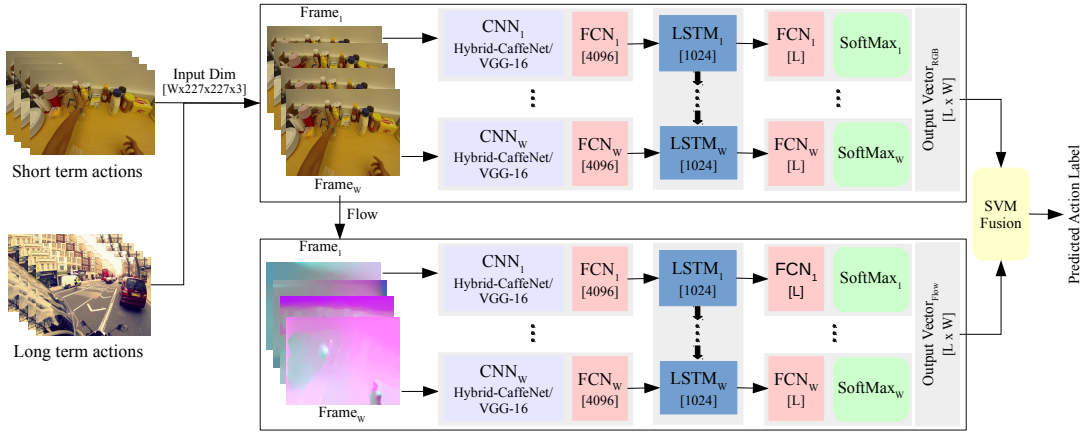 Short term actions
Long term actions
Input Dim
[Wx227x227x3]
Frame1
CNN1
Hybrid-CaffeNet/
VGG-16
FCN1
[4096]
LSTM1
[1024]
FCN1
[L]
SoftMax1
CNNW
Hybrid-CaffeNet/
VGG-16
FCNW
[4096]
LSTMW
[1024]
FCNW
[L]
SoftMaxW
FrameW
Output VectorRGB
[L x W]
Flow
Frame1
CNN1
Hybrid-CaffeNet/
VGG-16
FCN1
[4096]
LSTM1
[1024]
FCN1
[L]
SoftMax1
CNNW
Hybrid-CaffeNet/
VGG-16
FCNW
[4096]
LSTMW
[1024]
FCNW
[L]
SoftMaxW
FrameW
Output VectorFlow
[L x W]
SVM
Fusion
Predicted Action Label